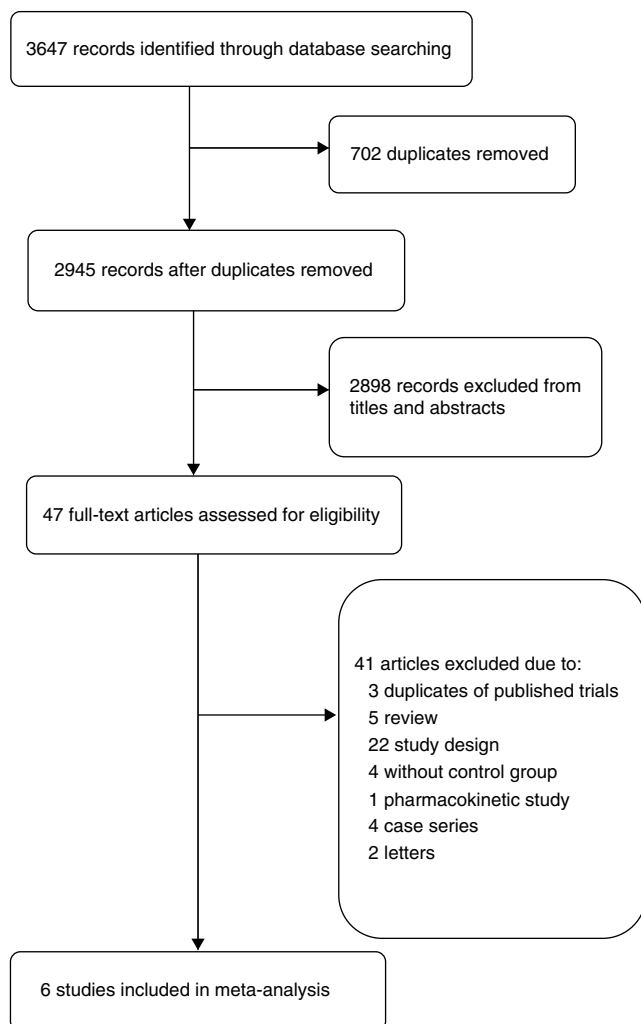 3647 records identified through database searching
702 duplicates removed
2945 records after duplicates removed
2898 records excluded from
titles and abstracts
47 full-text articles assessed for eligibility
41 articles excluded due to:
3 duplicates of published trials
5 review
22 study design
4 without control group
1 pharmacokinetic study
4 case series
2 letters
6 studies included in meta-analysis